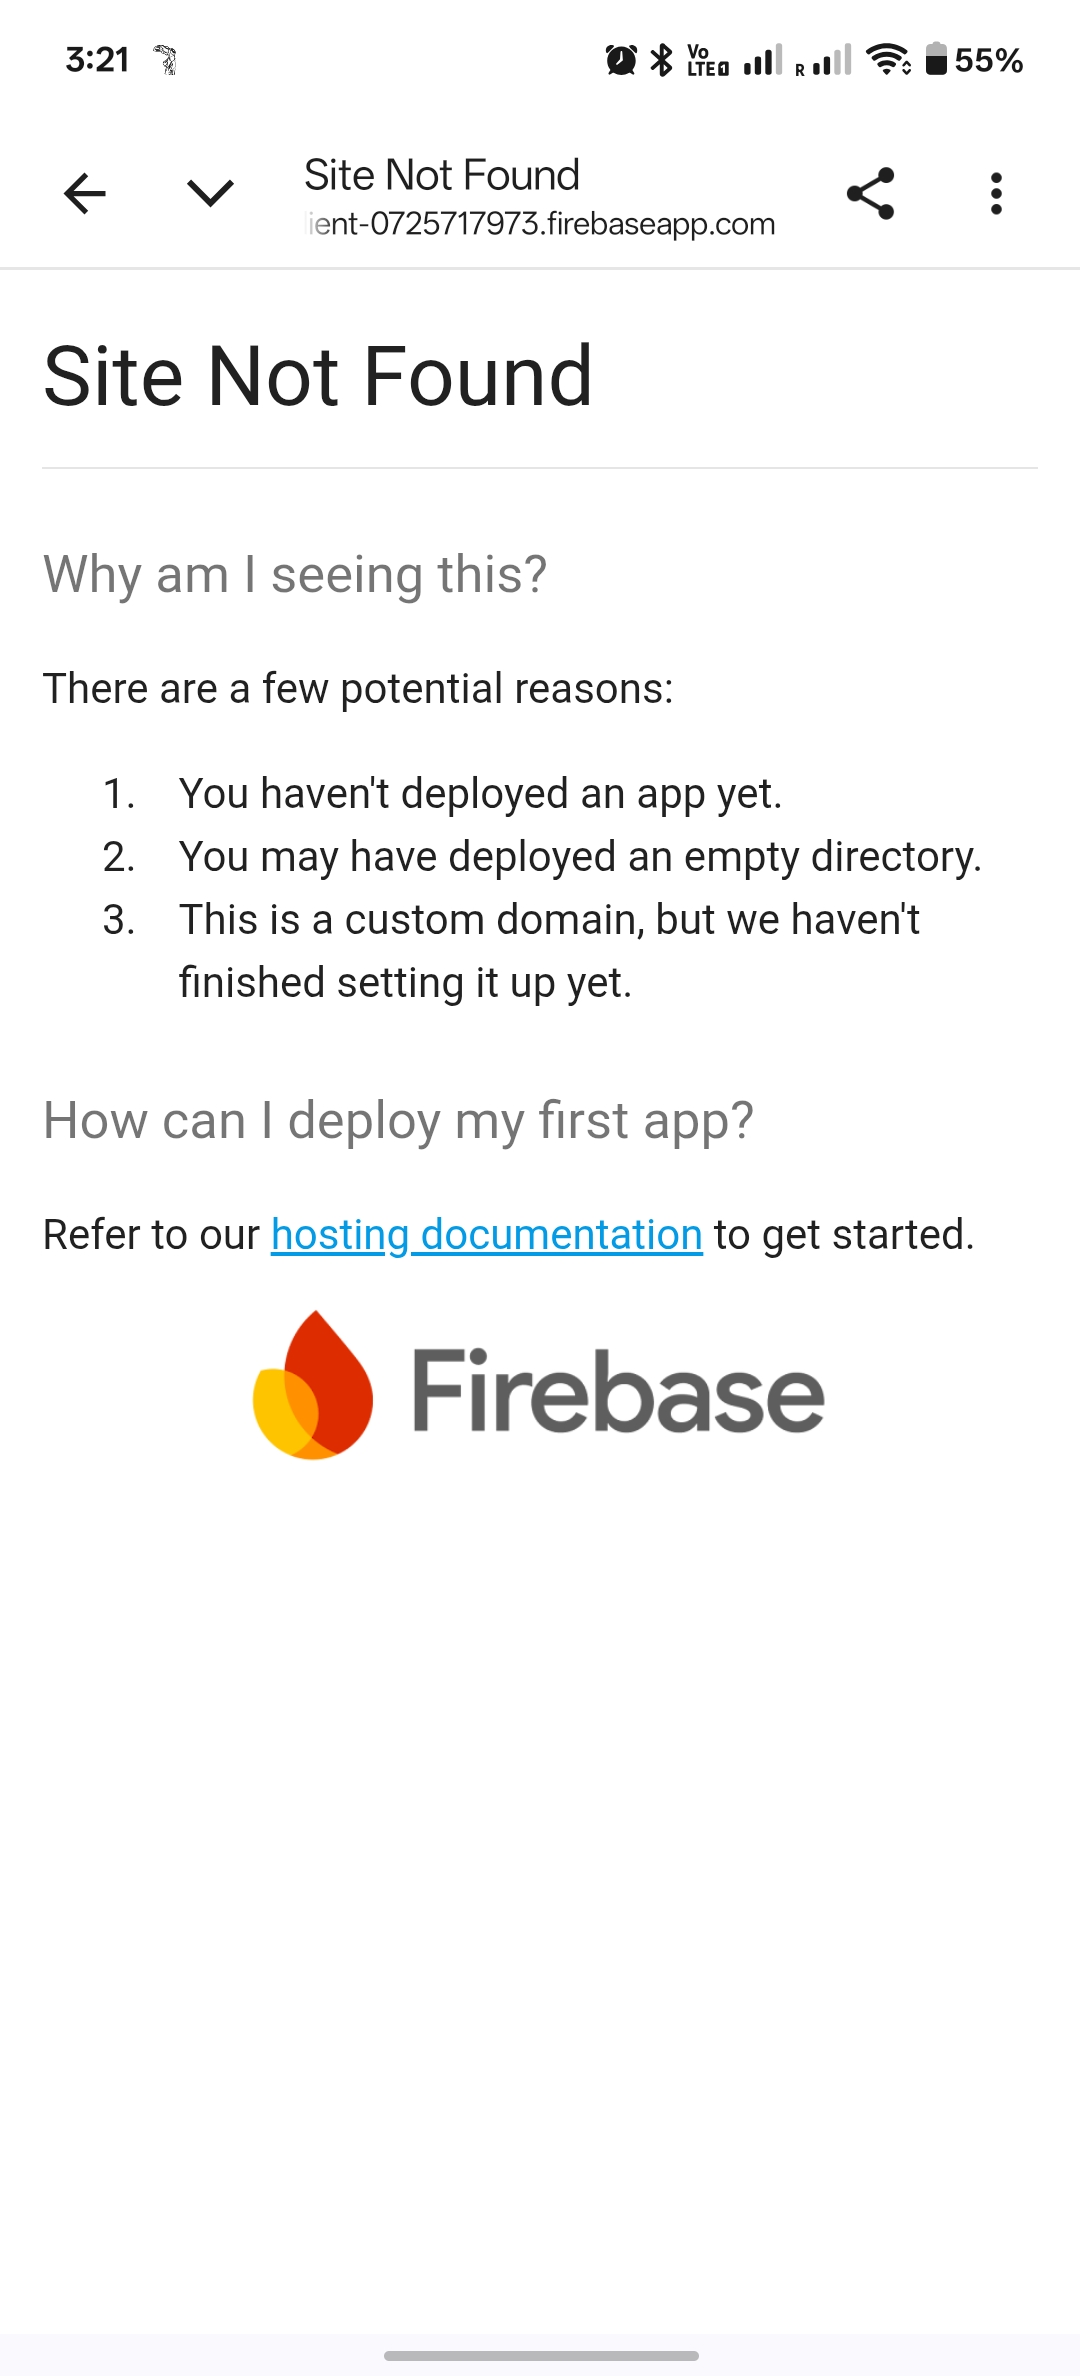 3:21
Vo
LTE1
R
55%
Site Not Found
ient-0725717973.firebaseapp.com
Site Not Found
Why am I seeing this?
There are a few potential reasons:
1. You haven't deployed an app yet.
2. You may have deployed an empty directory.
3. This is a custom domain, but we haven't
finished setting it up yet.
How can I deploy my first app?
Refer to our hosting documentation to get started.
Firebase